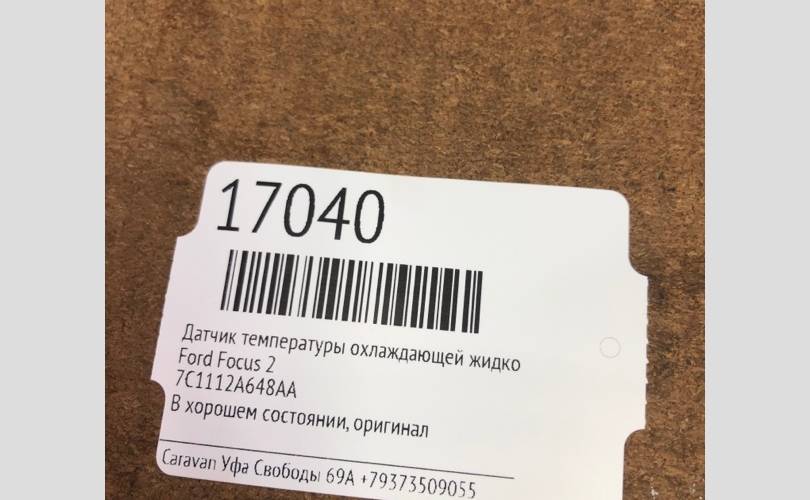 17040
Датчик температуры охлаждающей жидко
Ford Focus 2
7C1112A648AA
В хорошем состоянии, оригинал
Caravan Уфа Свободы 69А +79373509055